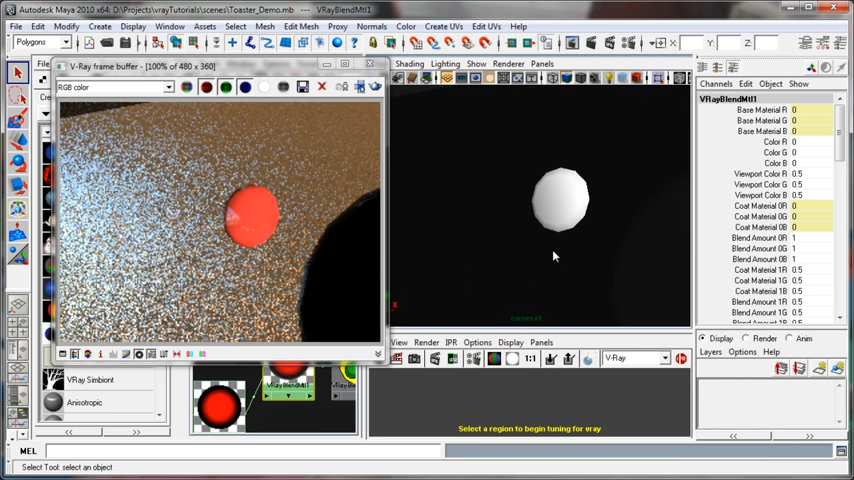 Autodesk Maya 2010 - D:\Projects\vrayTutorials\scenes\Toaster_Demo.mb --- VRayBlendMtl1
File Edit Modify Create Display Window Assets Select Mesh Edit Mesh Proxy Normals Color Create UVs Edit UVs Help
Polygons X: Y: Z:
V-Ray frame buffer - [100% of 480 x 360]
RGB color
Shading Lighting Show Renderer Panels
Channels Edit Object Show
VRayBlendMtl1
Base Material R 0
Base Material G 0
Base Material B 0
Color R 0
Color G 0
Color B 0
Viewport Color R 0.5
Viewport Color G 0.5
Viewport Color B 0.5
Coat Material 0R 0
Coat Material 0G 0
Coat Material 0B 0
Blend Amount 0R 1
Blend Amount 0G 1
Blend Amount 0B 1
Coat Material 1R 0.5
Coat Material 1G 0.5
Coat Material 1B 0.5
Blend Amount 1R 0.5
Blend Amount 1G 0.5
Display Render Anim
Layers Options Help
View Render IPR Options Display Panels
1:1 V-Ray
Select a region to begin tuning for vray
VRayBlendMtl1
VRay Simbiont
Anisotropic
MEL
Select Tool: select an object